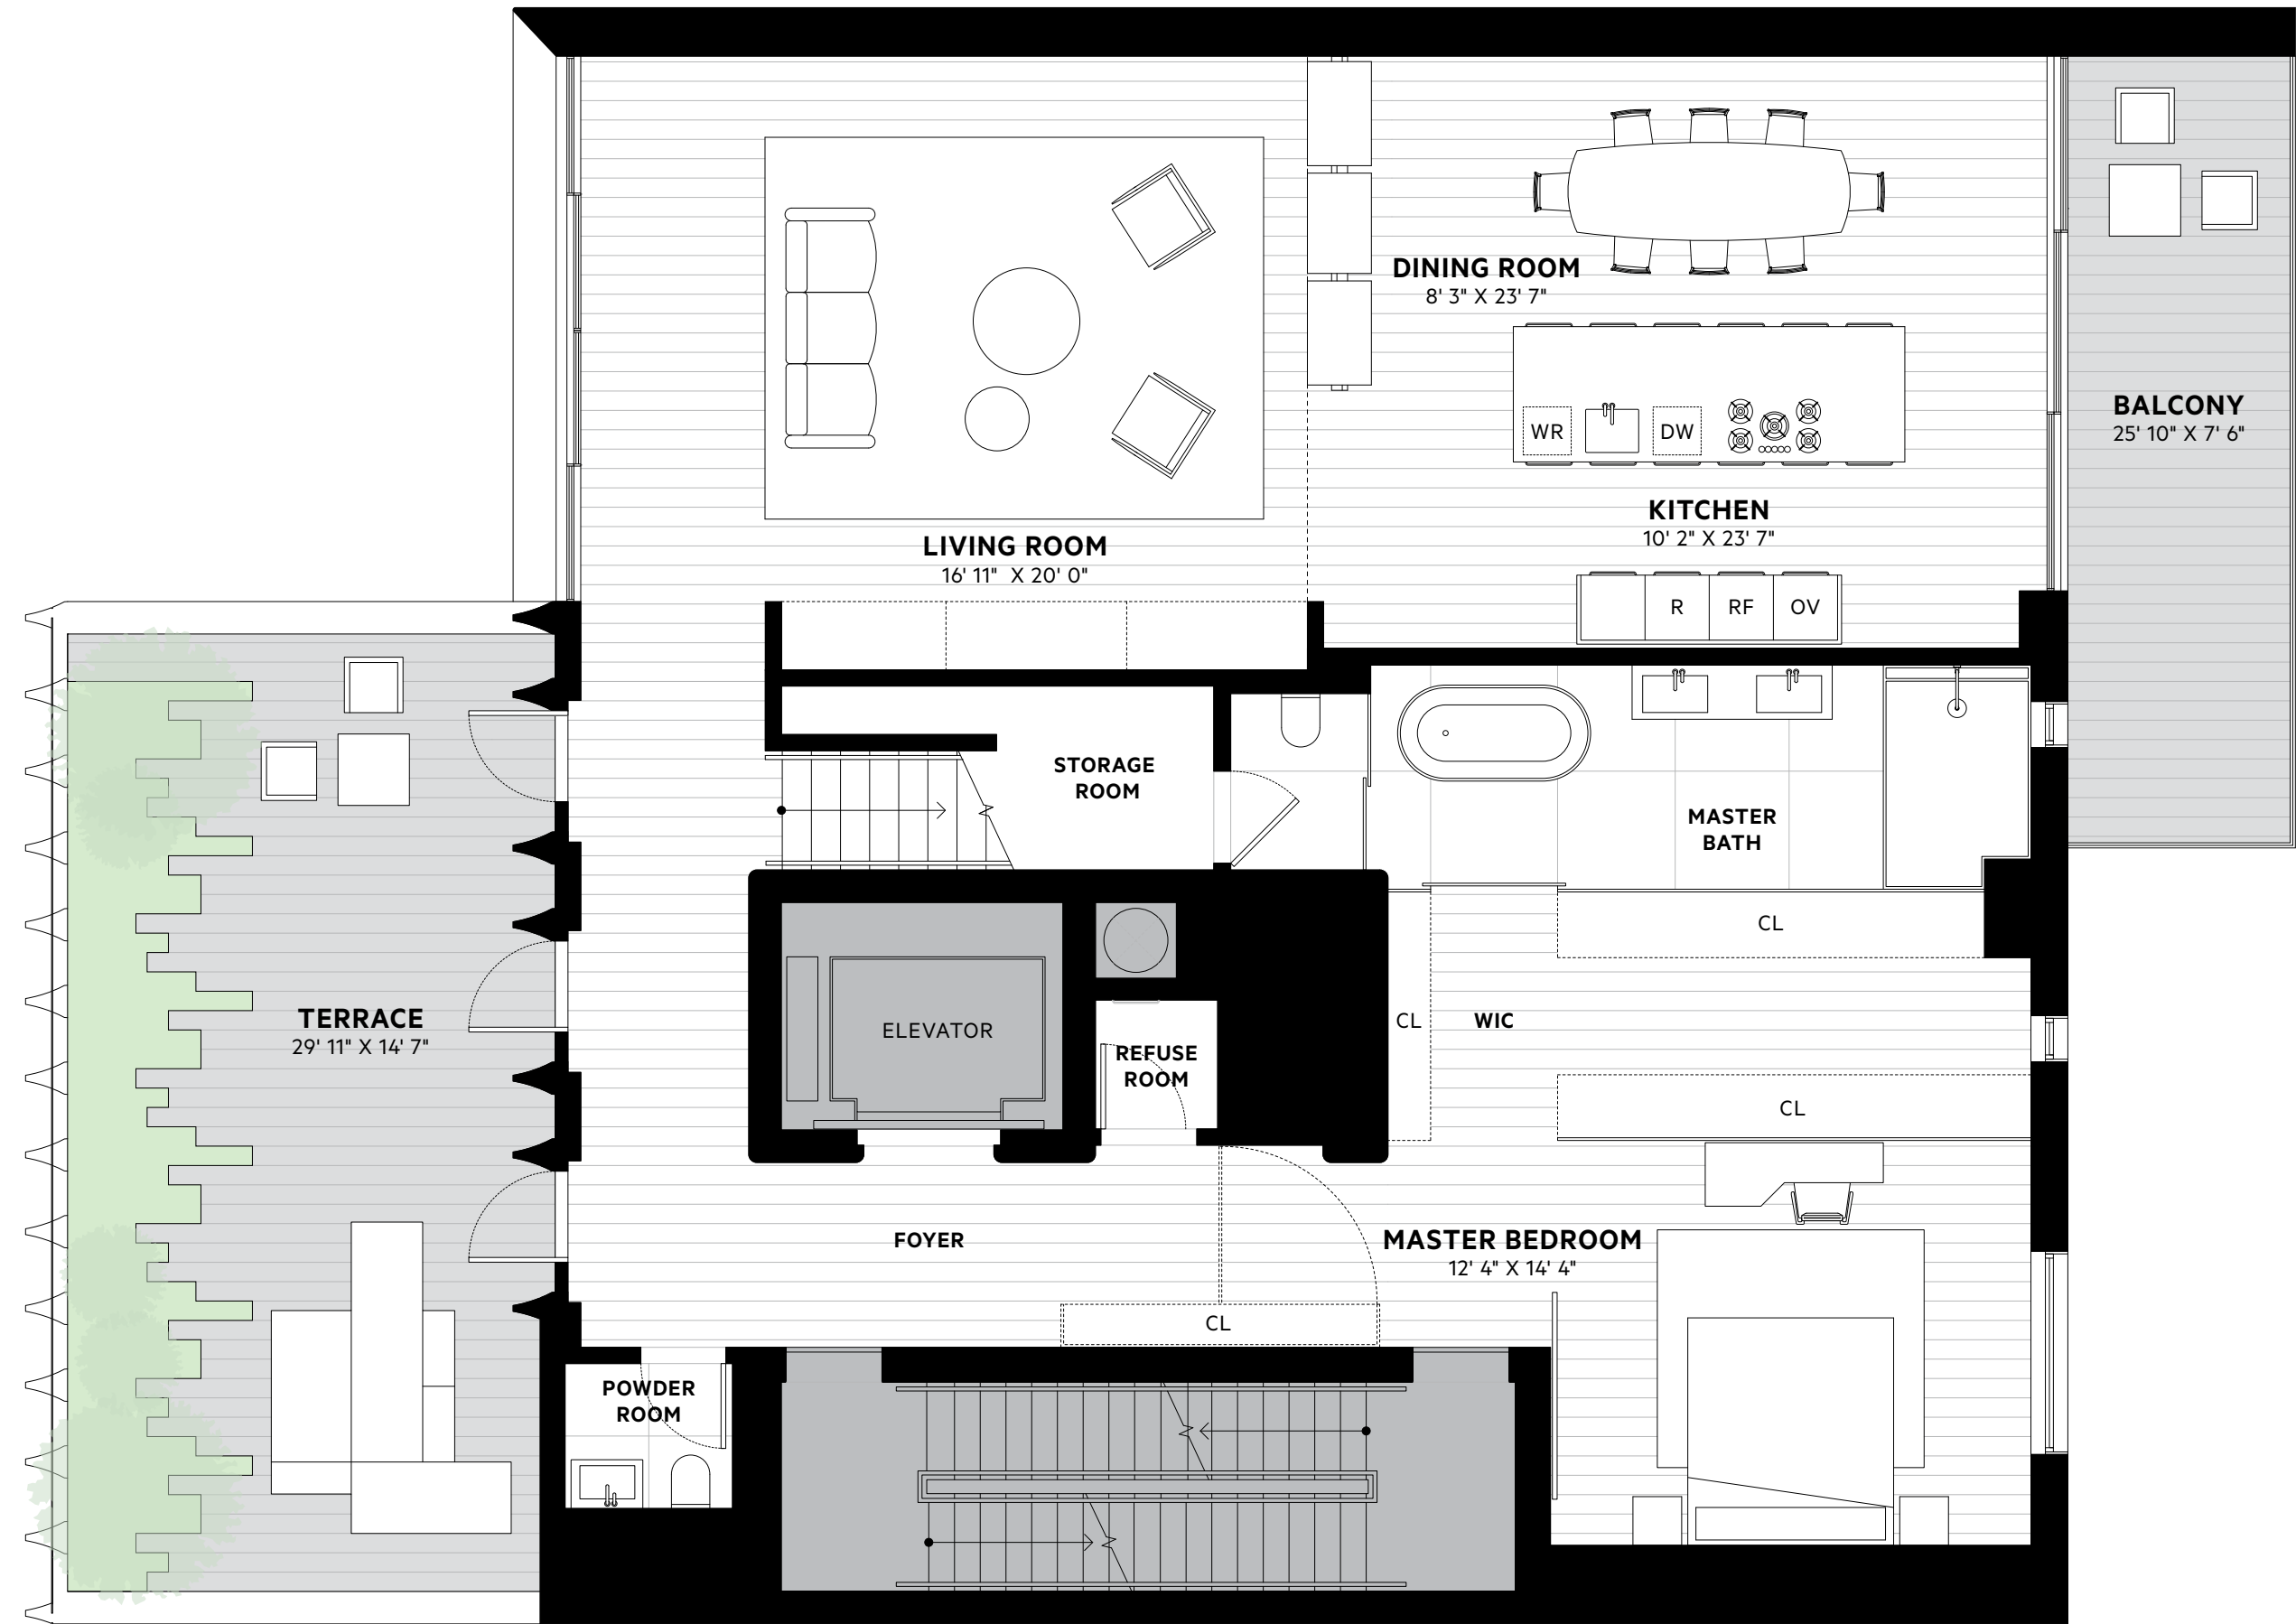 DINING ROOM
8' 3" X 23' 7"
BALCONY
25' 10" X 7' 6"
WR
DW
KITCHEN
10' 2" X 23' 7"
LIVING ROOM
16' 11" X 20' 0"
R
RF
OV
STORAGE
ROOM
MASTER
BATH
CL
TERRACE
29' 11" X 14' 7"
ELEVATOR
REFUSE
ROOM
CL
WIC
CL
FOYER
MASTER BEDROOM
12' 4" X 14' 4"
CL
POWDER
ROOM